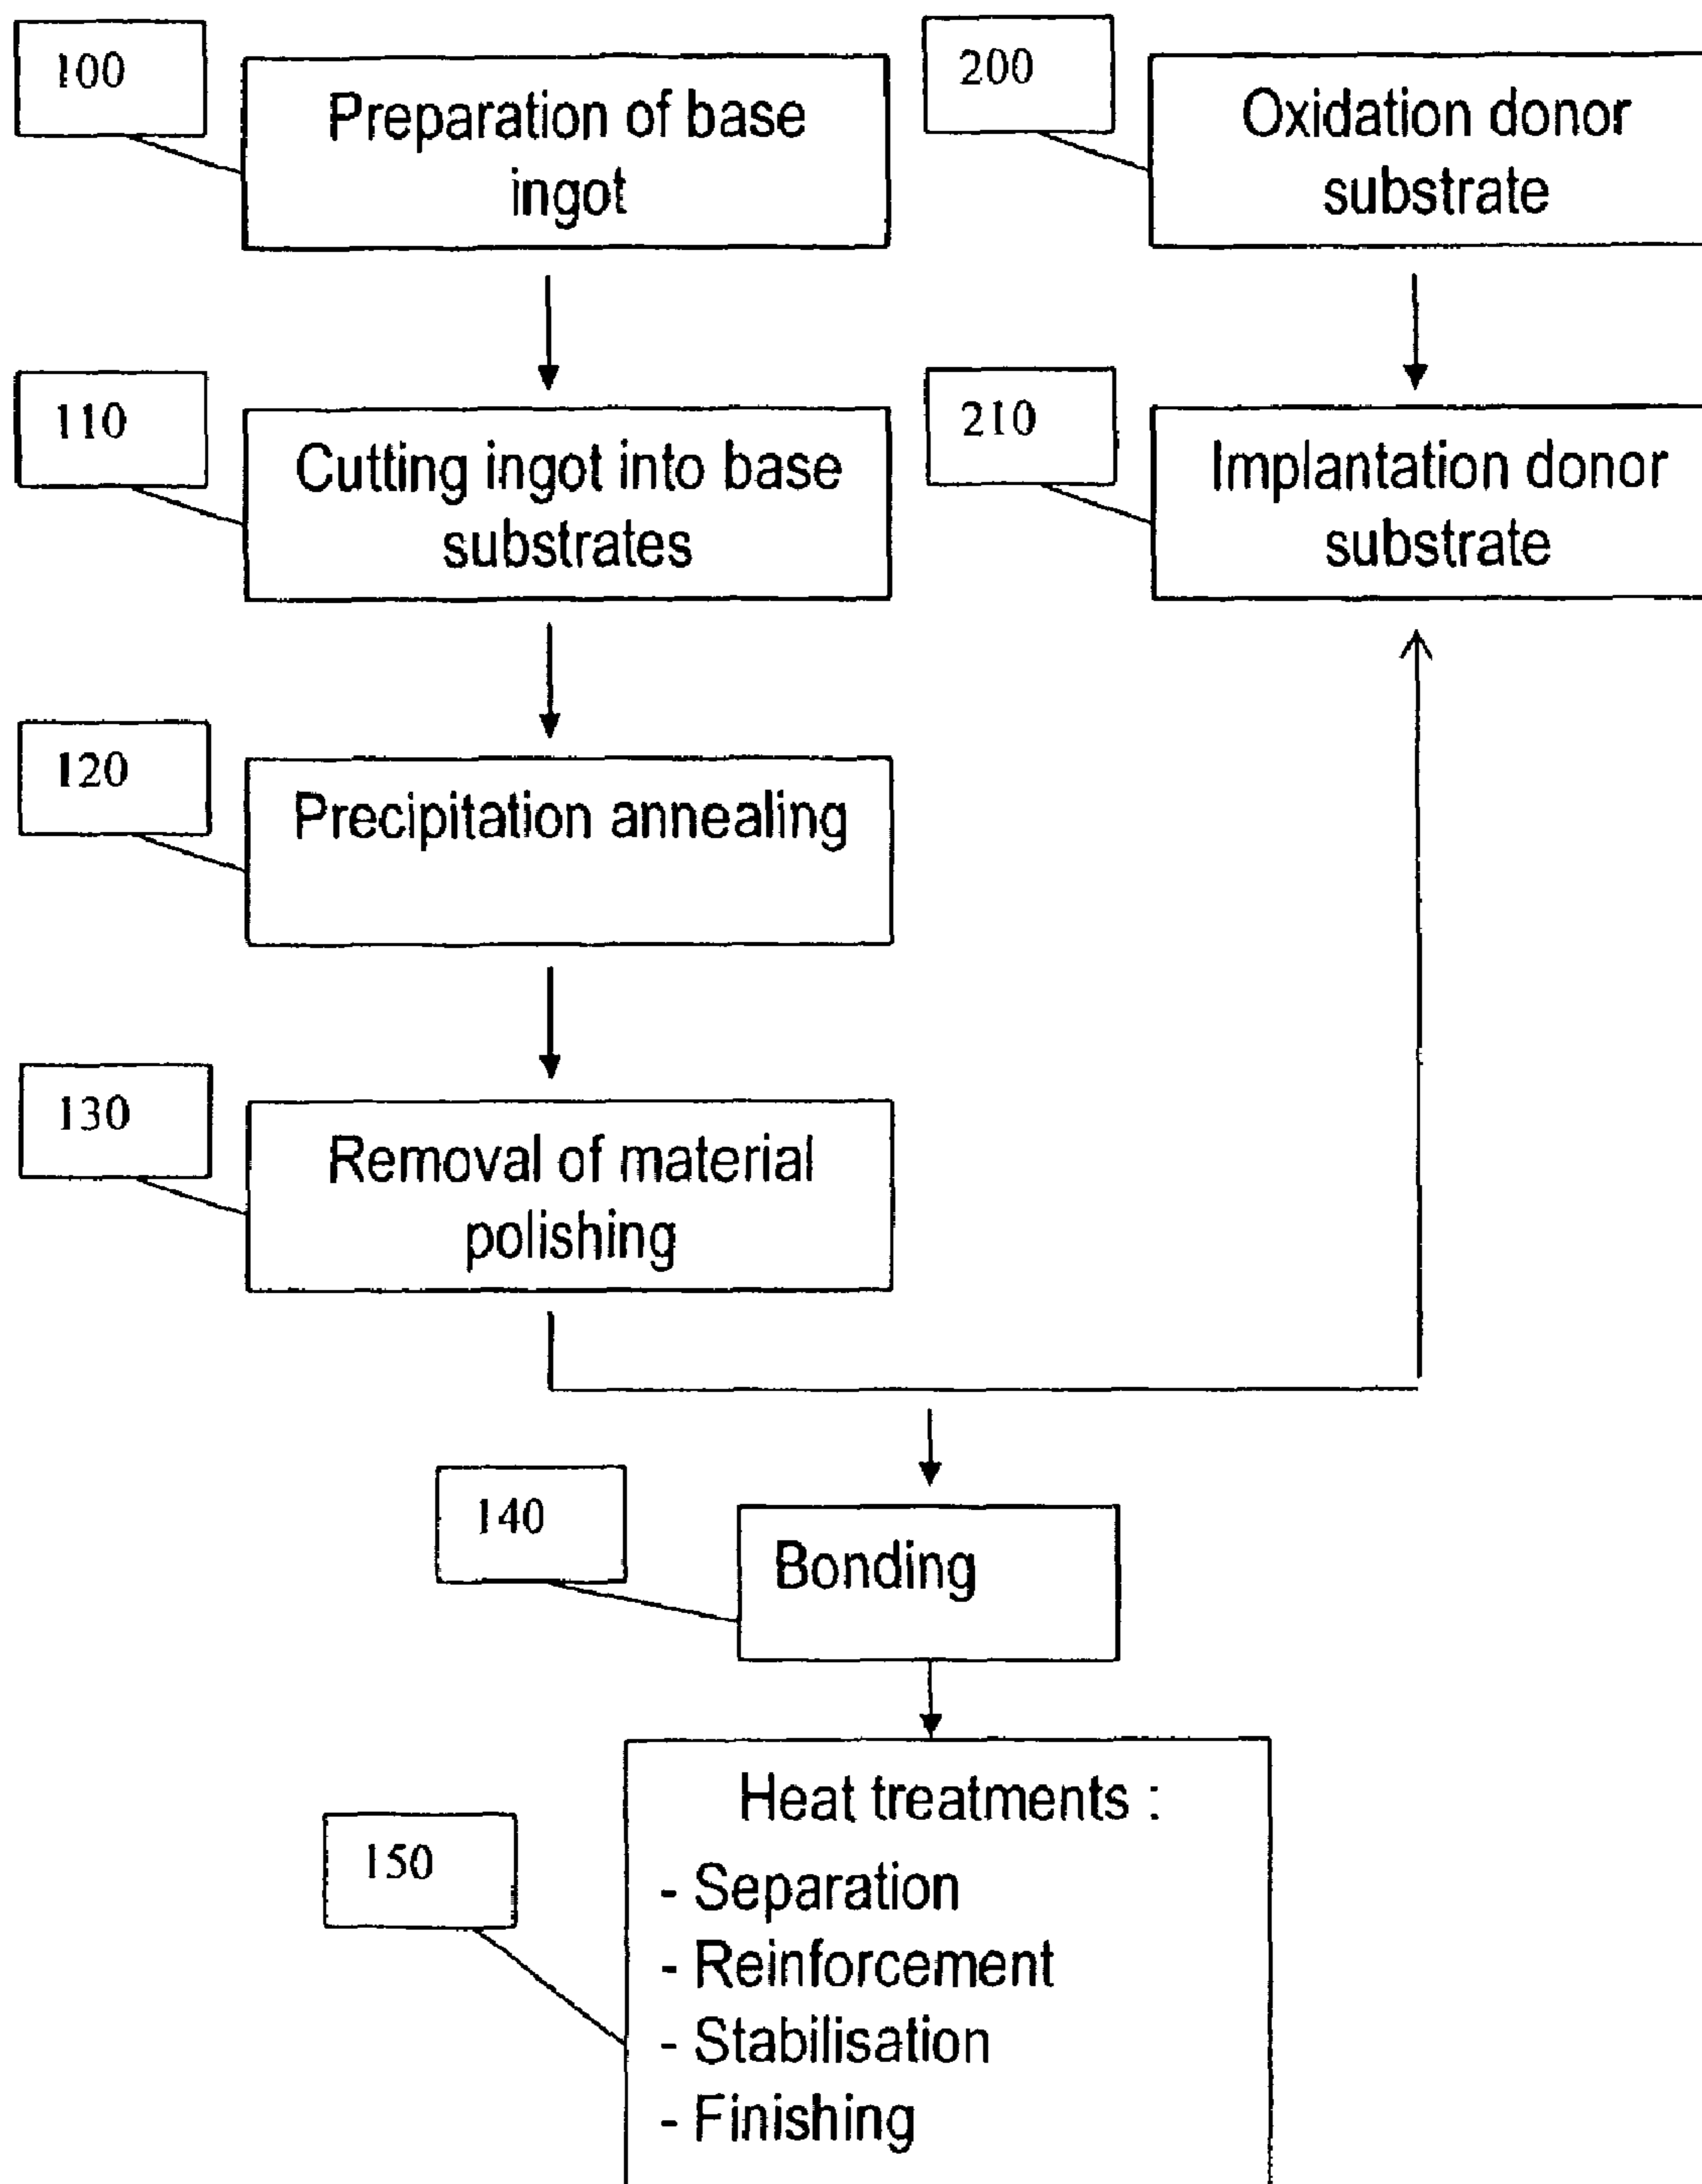 100
Preparation of base
ingot
200
Oxidation donor
substrate
110
Cutting ingot into base
substrates
210
Implantation donor
substrate
120
Precipitation annealing
130
Removal of material
polishing
140
Bonding
150
Heat treatments :
- Separation
- Reinforcement
- Stabilisation
- Finishing